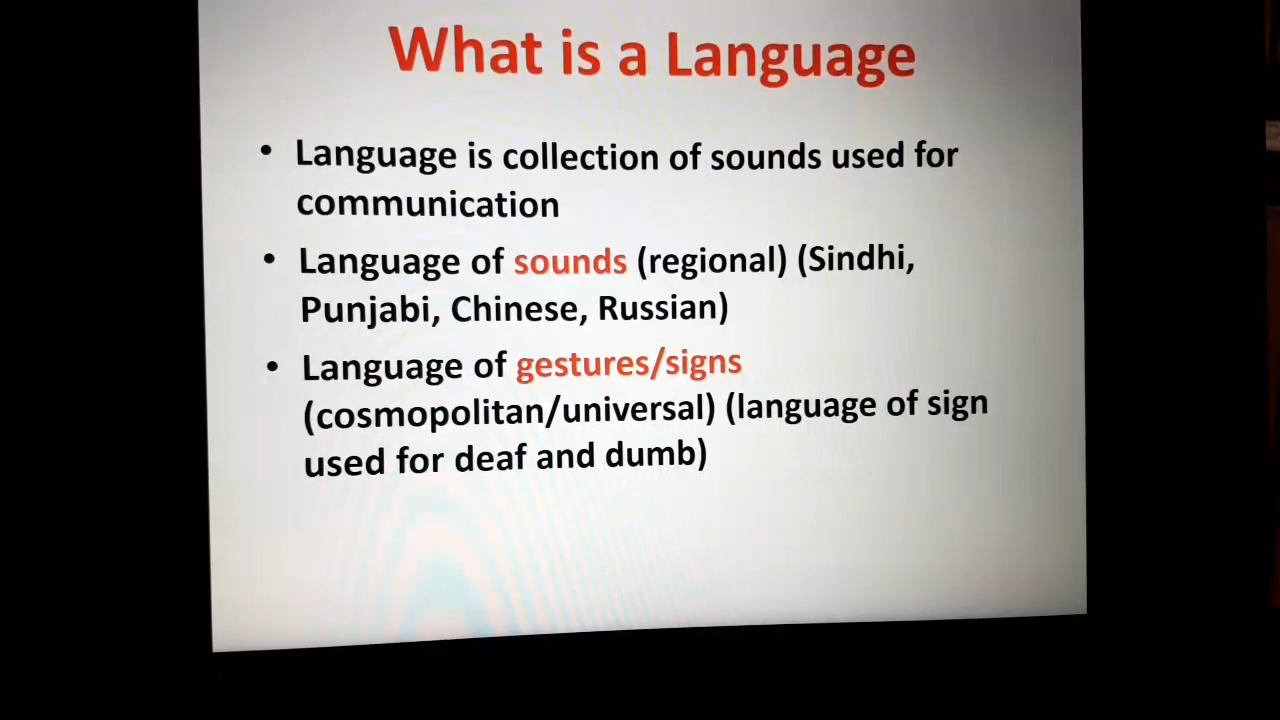 What is a Language
• Language is collection of sounds used for
communication
• Language of sounds (regional) (Sindhi,
Punjabi, Chinese, Russian)
• Language of gestures/signs
(cosmopolitan/universal) (language of sign
used for deaf and dumb)